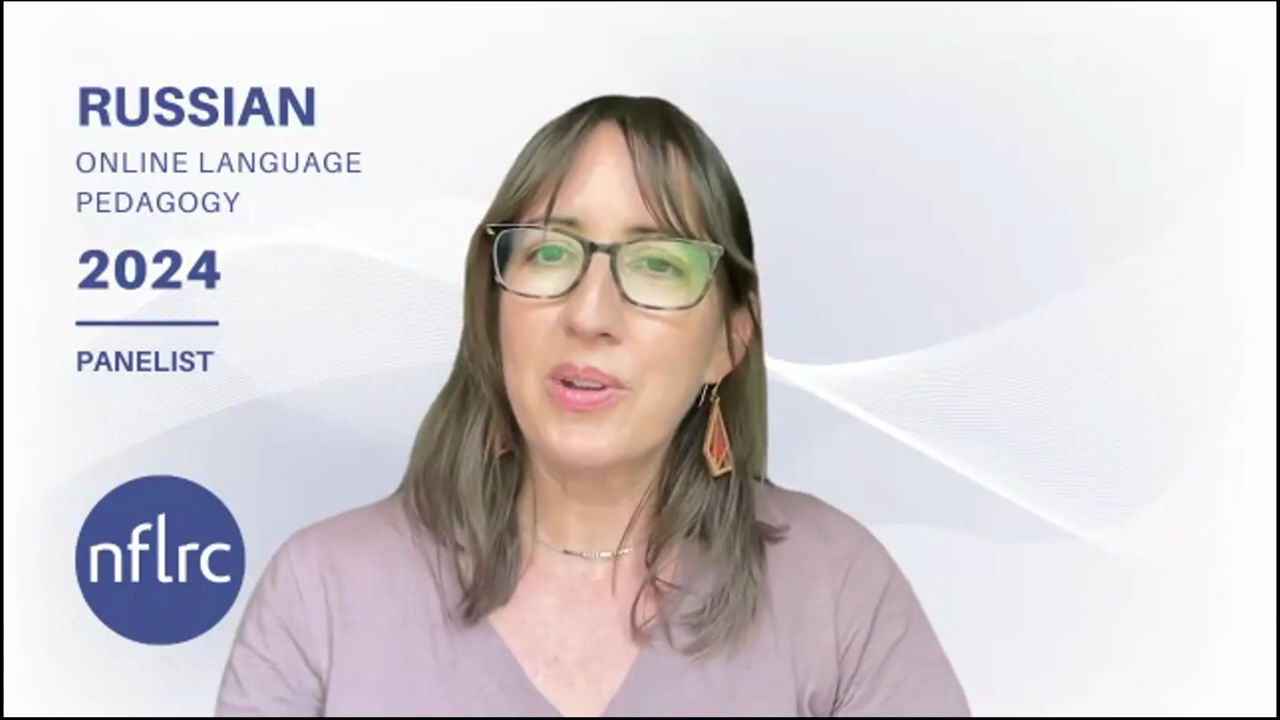 RUSSIAN
ONLINE LANGUAGE
PEDAGOGY
2024
PANELIST
nflrc